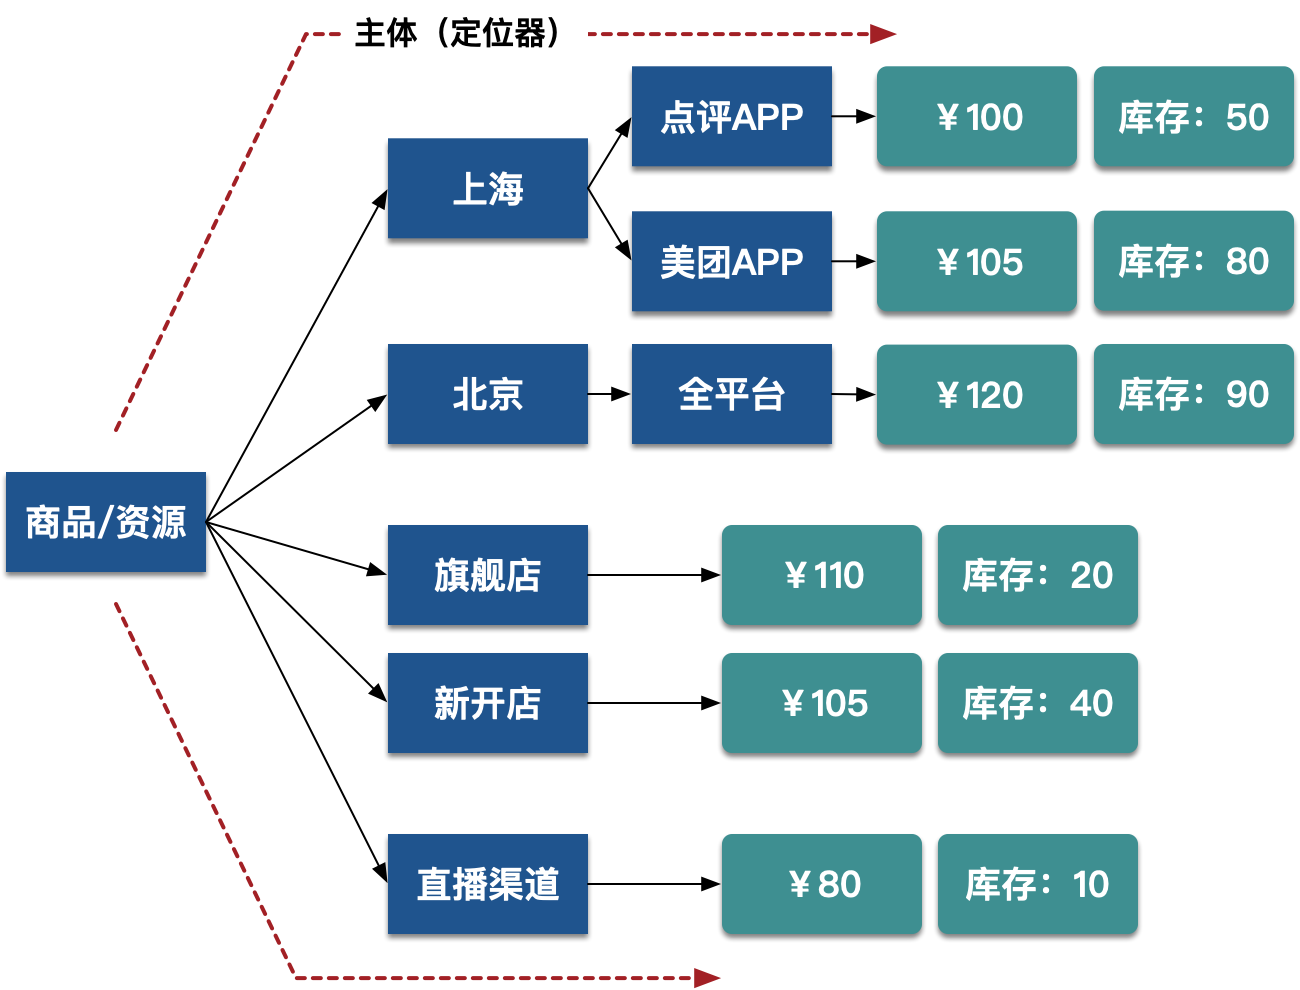 主体（定位器）
点评APP
￥100
库存：50
上海
美团APP
￥105
库存：80
北京
全平台
￥120
库存：90
商品/资源
旗舰店
￥110
库存：20
新开店
￥105
库存：40
直播渠道
￥80
库存：10